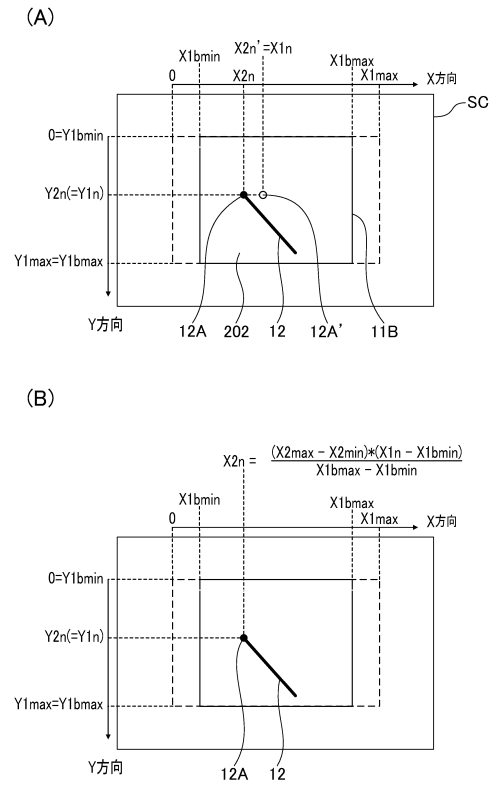 (A)
X2n'=X1n
X1bmin
X1bmax
0
X2n
X1max
X方向
SC
0=Y1bmin
Y2n(=Y1n)
Y1max=Y1bmax
Y方向
12A
202
12
12A'
11B
(B)
X2n = (X2max − X2min)*(X1n − X1bmin)
X1bmax − X1bmin
X1bmin
X1bmax
0
X1max
X方向
0=Y1bmin
Y2n(=Y1n)
Y1max=Y1bmax
Y方向
12A
12